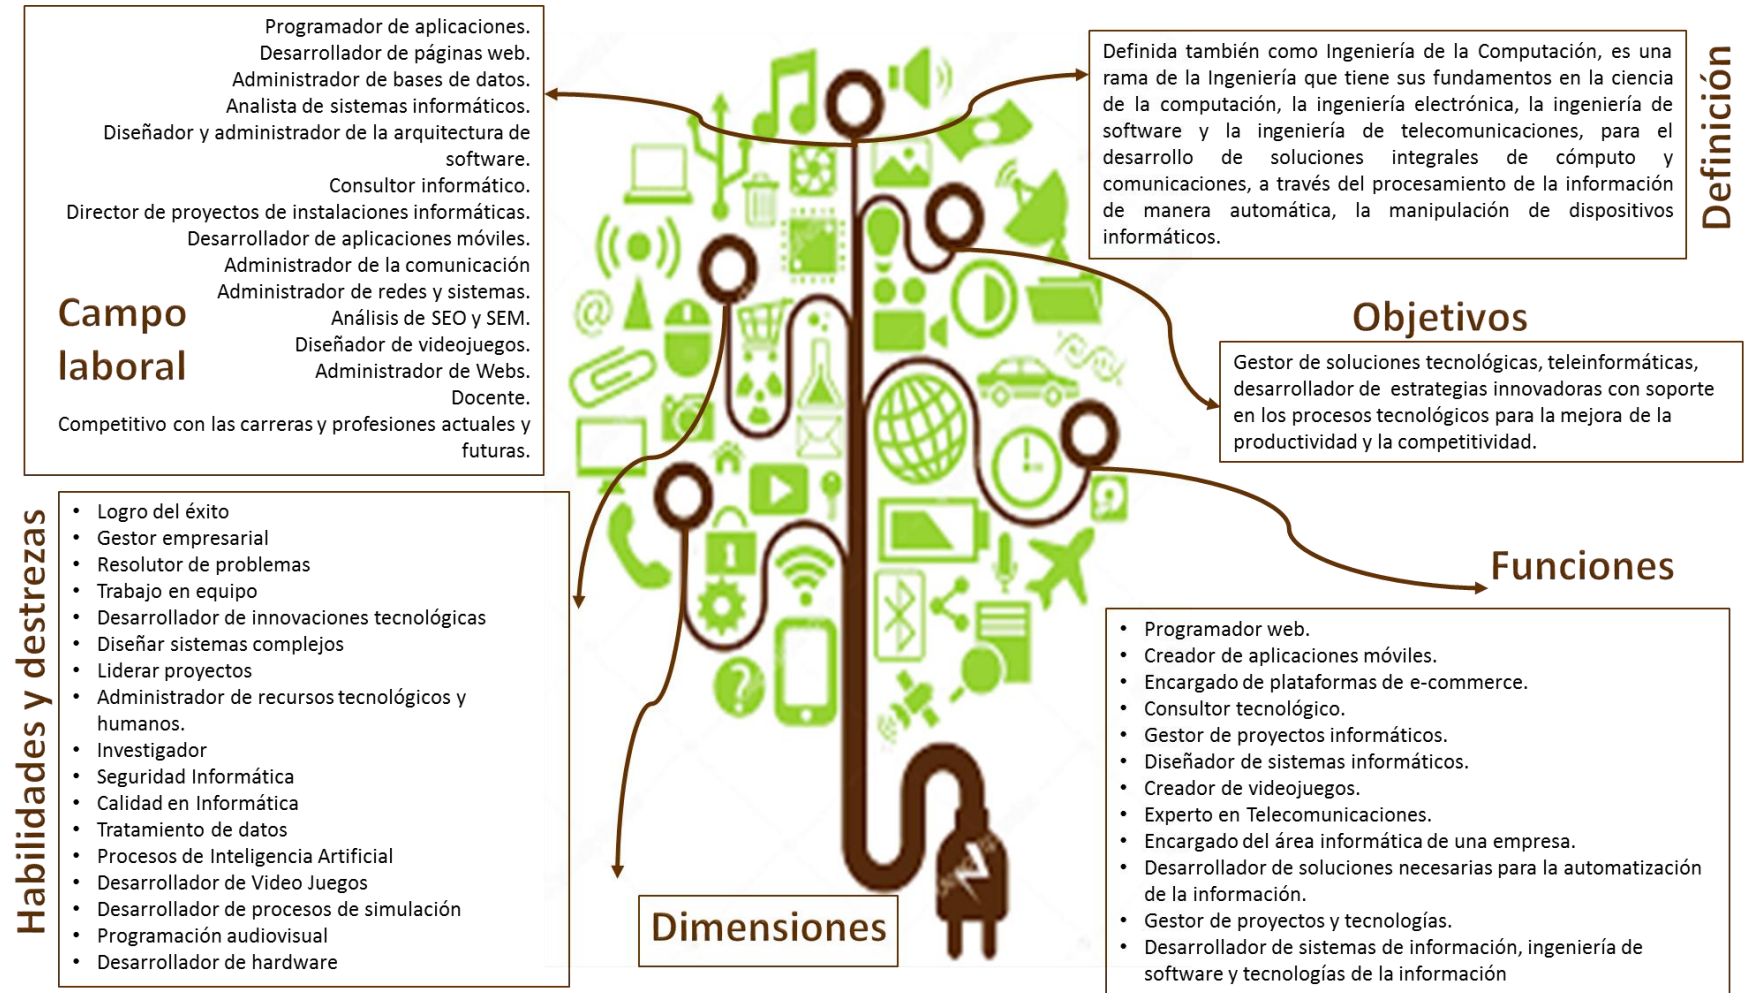 Programador de aplicaciones.
Desarrollador de páginas web.
Administrador de bases de datos.
Analista de sistemas informáticos.
Diseñador y administrador de la arquitectura de
software.
Consultor informático.
Director de proyectos de instalaciones informáticas.
Desarrollador de aplicaciones móviles.
Administrador de la comunicación
Administrador de redes y sistemas.
Análisis de SEO y SEM.
Diseñador de videojuegos.
Administrador de Webs.
Docente.
Competitivo con las carreras y profesiones actuales y
futuras.
Campo
laboral
Definida también como Ingeniería de la Computación, es una
rama de la Ingeniería que tiene sus fundamentos en la ciencia
de la computación, la ingeniería electrónica, la ingeniería de
software y la ingeniería de telecomunicaciones, para el
desarrollo de soluciones integrales de cómputo y
comunicaciones, a través del procesamiento de la información
de manera automática, la manipulación de dispositivos
informáticos.
Definición
Objetivos
Gestor de soluciones tecnológicas, teleinformáticas,
desarrollador de estrategias innovadoras con soporte
en los procesos tecnológicos para la mejora de la
productividad y la competitividad.
Habilidades y destrezas
• Logro del éxito
• Gestor empresarial
• Resolutor de problemas
• Trabajo en equipo
• Desarrollador de innovaciones tecnológicas
• Diseñar sistemas complejos
• Liderar proyectos
• Administrador de recursos tecnológicos y
humanos.
• Investigador
• Seguridad Informática
• Calidad en Informática
• Tratamiento de datos
• Procesos de Inteligencia Artificial
• Desarrollador de Video Juegos
• Desarrollador de procesos de simulación
• Programación audiovisual
• Desarrollador de hardware
Dimensiones
Funciones
• Programador web.
• Creador de aplicaciones móviles.
• Encargado de plataformas de e-commerce.
• Consultor tecnológico.
• Gestor de proyectos informáticos.
• Diseñador de sistemas informáticos.
• Creador de videojuegos.
• Experto en Telecomunicaciones.
• Encargado del área informática de una empresa.
• Desarrollador de soluciones necesarias para la automatización
de la información.
• Gestor de proyectos y tecnologías.
• Desarrollador de sistemas de información, ingeniería de
software y tecnologías de la información